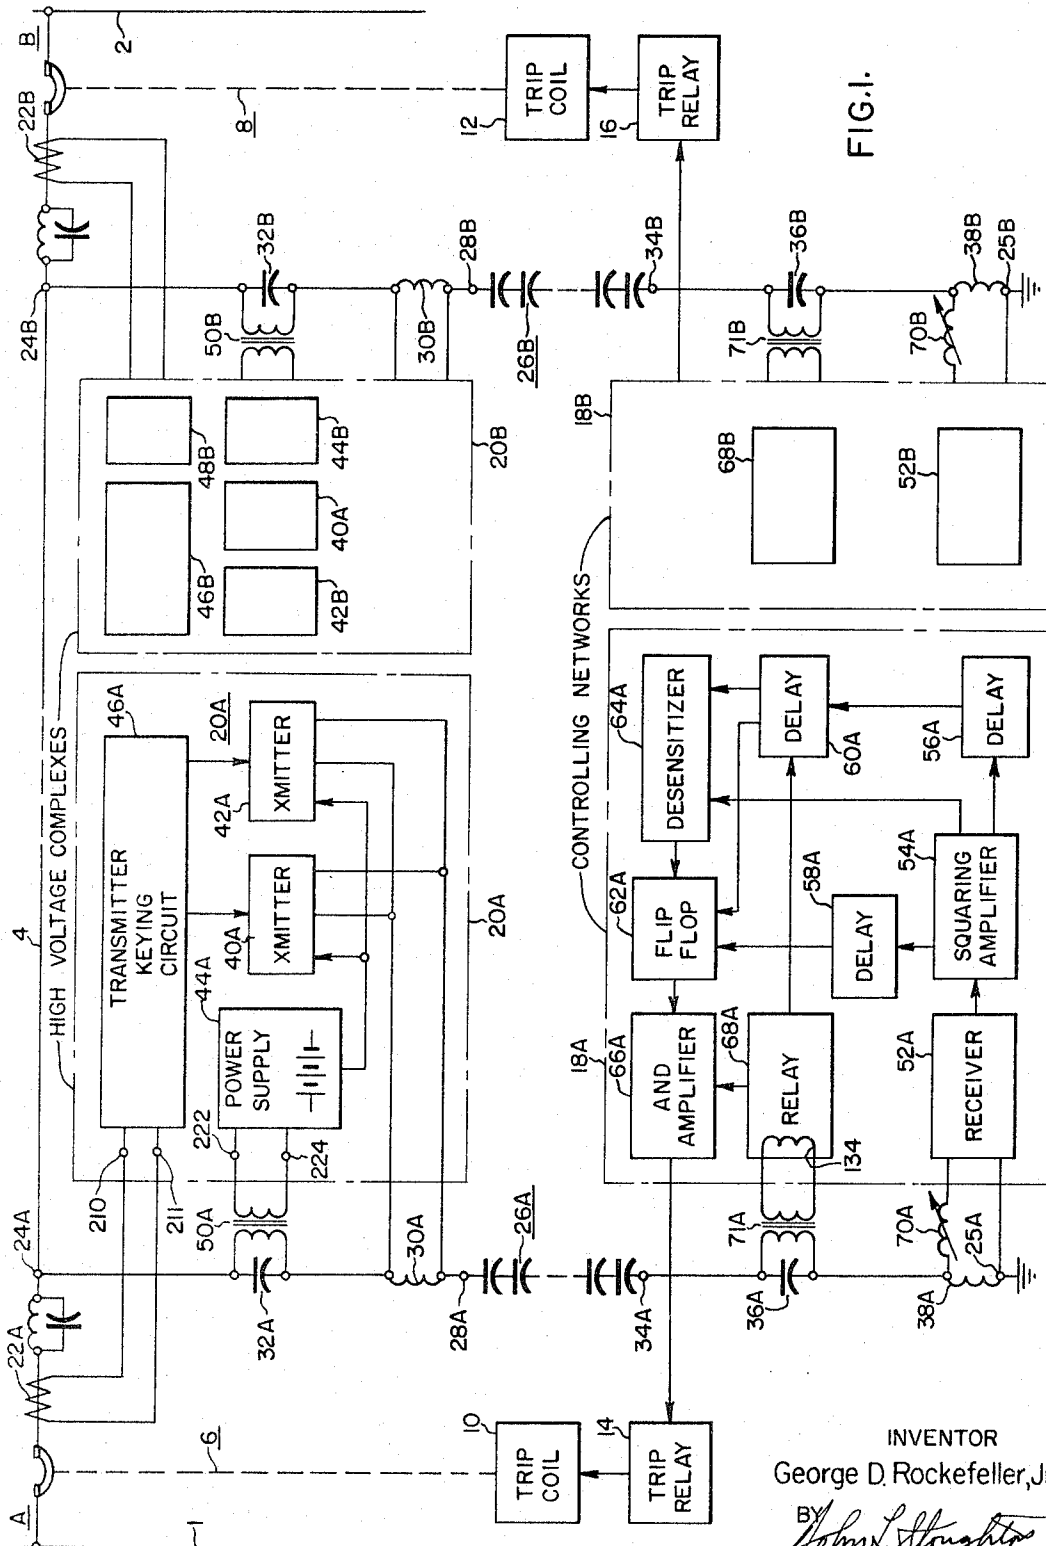 A
1
6
22A
24A
4
HIGH VOLTAGE COMPLEXES
24B
22B
B
2
8
210
211
TRANSMITTER
KEYING
CIRCUIT
46A
46B
48B
222
224
44A
POWER
SUPPLY
40A
XMITTER
42A
XMITTER
20A
42B
40A
44B
50A
32A
50B
32B
20A
20B
30A
28A
26A
30B
28B
26B
10
TRIP
COIL
12
TRIP
COIL
14
TRIP
RELAY
16
TRIP
RELAY
34A
34B
CONTROLLING NETWORKS
18A
66A
AND
AMPLIFIER
62A
FLIP
FLOP
64A
DESENSITIZER
18B
68B
71A
36A
68A
RELAY
134
58A
DELAY
DELAY
60A
71B
36B
70A
38A
25A
52A
RECEIVER
54A
SQUARING
AMPLIFIER
56A
DELAY
52B
70B
38B
25B
FIG.1.
INVENTOR
George D. Rockefeller, J
BY
John L. Stoughton